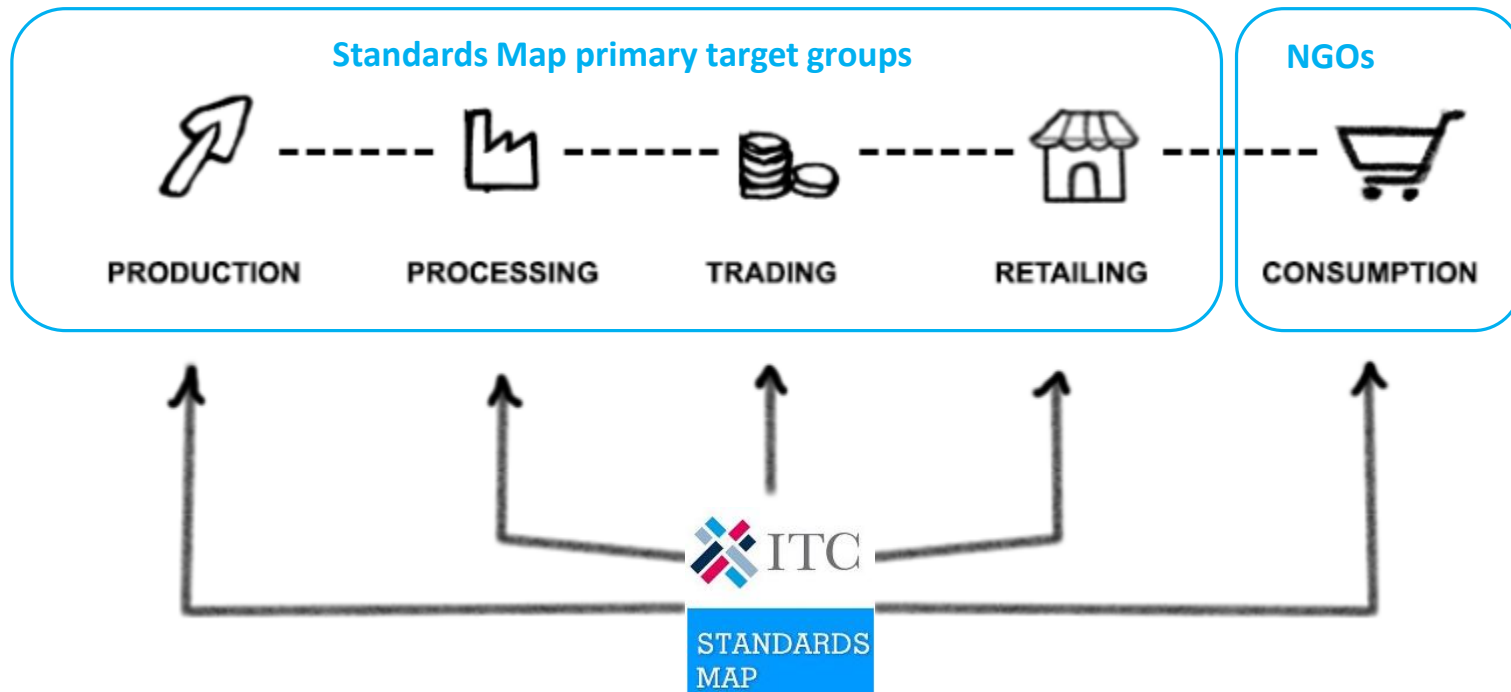 Standards Map primary target groups
NGOs
PRODUCTION
PROCESSING
TRADING
RETAILING
CONSUMPTION
ITC
STANDARDS
MAP